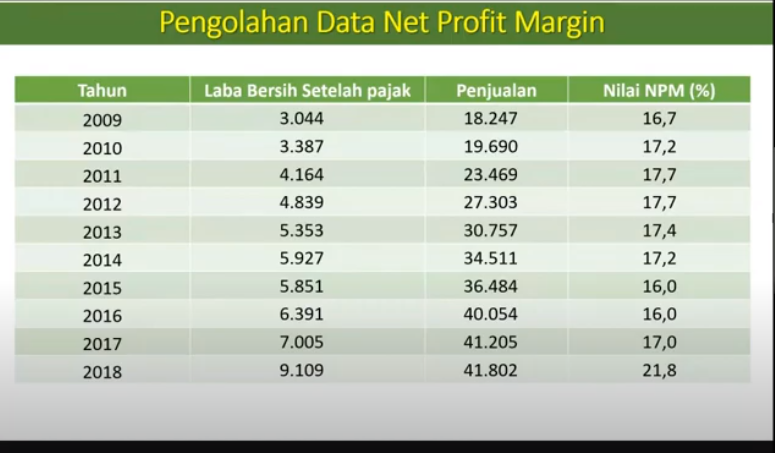 Pengolahan Data Net Profit Margin
Tahun Laba Bersih Setelah pajak Penjualan Nilai NPM (%)
2009 3.044 18.247 16,7
2010 3.387 19.690 17,2
2011 4.164 23.469 17,7
2012 4.839 27.303 17,7
2013 5.353 30.757 17,4
2014 5.927 34.511 17,2
2015 5.851 36.484 16,0
2016 6.391 40.054 16,0
2017 7.005 41.205 17,0
2018 9.109 41.802 21,8